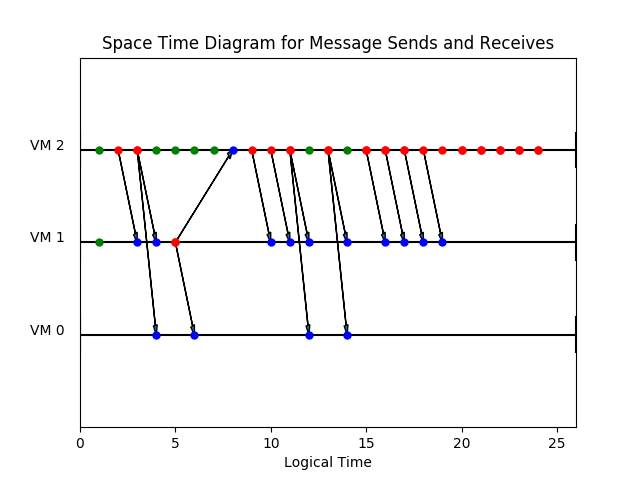 Space Time Diagram for Message Sends and Receives
VM 2
VM 1
VM 0
0 5 10 15 20 25
Logical Time